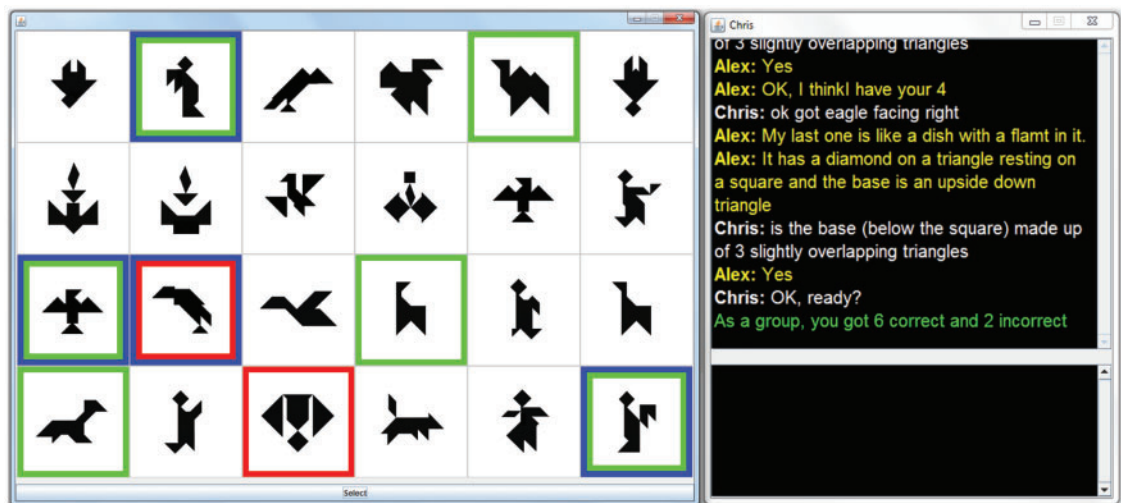 Chris
of 3 slightly overlapping triangles
Alex: Yes
Alex: OK, I thinkI have your 4
Chris: ok got eagle facing right
Alex: My last one is like a dish with a flamt in it.
Alex: It has a diamond on a triangle resting on
a square and the base is an upside down
triangle
Chris: is the base (below the square) made up
of 3 slightly overlapping triangles
Alex: Yes
Chris: OK, ready?
As a group, you got 6 correct and 2 incorrect
Select